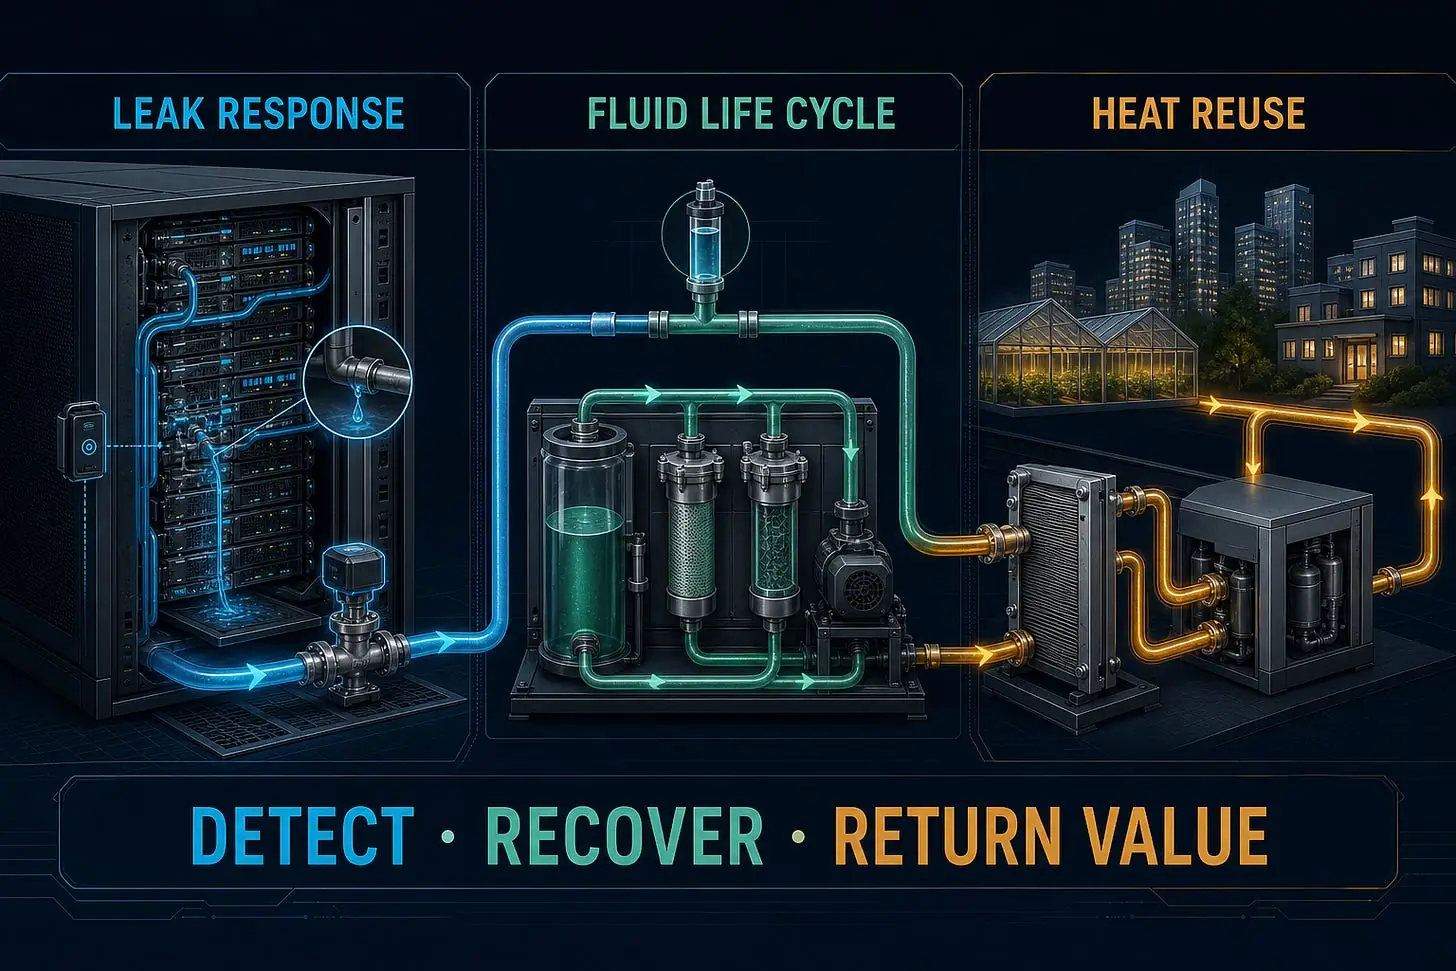 LEAK RESPONSE
FLUID LIFE CYCLE
HEAT REUSE
DETECT · RECOVER · RETURN VALUE